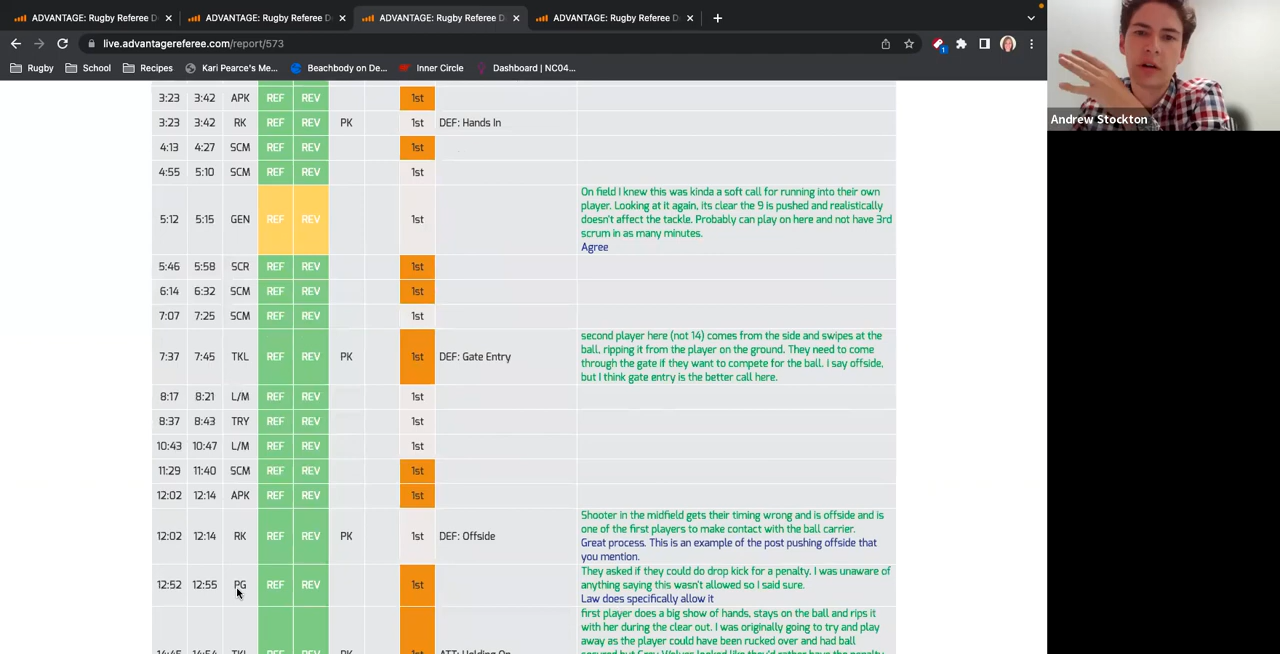 ADVANTAGE: Rugby Referee D
ADVANTAGE: Rugby Referee D
ADVANTAGE: Rugby Referee D
ADVANTAGE: Rugby Referee D
live.advantagereferee.com/report/573
1
Rugby School Recipes Kari Pearce's Me... Beachbody on De... Inner Circle Dashboard | NC04...
Andrew Stockton
3:23 3:42 APK REF REV 1st
3:23 3:42 RK REF REV PK 1st DEF: Hands In
4:13 4:27 SCM REF REV 1st
4:55 5:10 SCM REF REV 1st
5:12 5:15 GEN REF REV 1st
On field I knew this was kinda a soft call for running into their own
player. Looking at it again, its clear the 9 is pushed and realistically
doesn't affect the tackle. Probably can play on here and not have 3rd
scrum in as many minutes.
Agree
5:46 5:58 SCR REF REV 1st
6:14 6:32 SCM REF REV 1st
7:07 7:25 SCM REF REV 1st
7:37 7:45 TKL REF REV PK 1st DEF: Gate Entry
second player here (not 14) comes from the side and swipes at the
ball, ripping it from the player on the ground. They need to come
through the gate if they want to compete for the ball. i say offside,
but I think gate entry is the better call here.
8:17 8:21 L/M REF REV 1st
8:37 8:43 TRY REF REV 1st
10:43 10:47 L/M REF REV 1st
11:29 11:40 SCM REF REV 1st
12:02 12:14 APK REF REV 1st
12:02 12:14 RK REF REV PK 1st DEF: Offside
Shooter in the midfield gets their timing wrong and is offside and is
one of the first players to make contact with the ball carrier.
Great process. This is an example of the post pushing offside that
you mention.
12:52 12:55 PG REF REV 1st
They asked if they could do drop kick for a penalty. I was unaware of
anything saying this wasn't allowed so I said sure.
Law does specifically allow it
first player does a big show of hands, stays on the ball and rips it
with her during the clear out. I was originally going to try and play
away as the player could have been rucked over and had ball